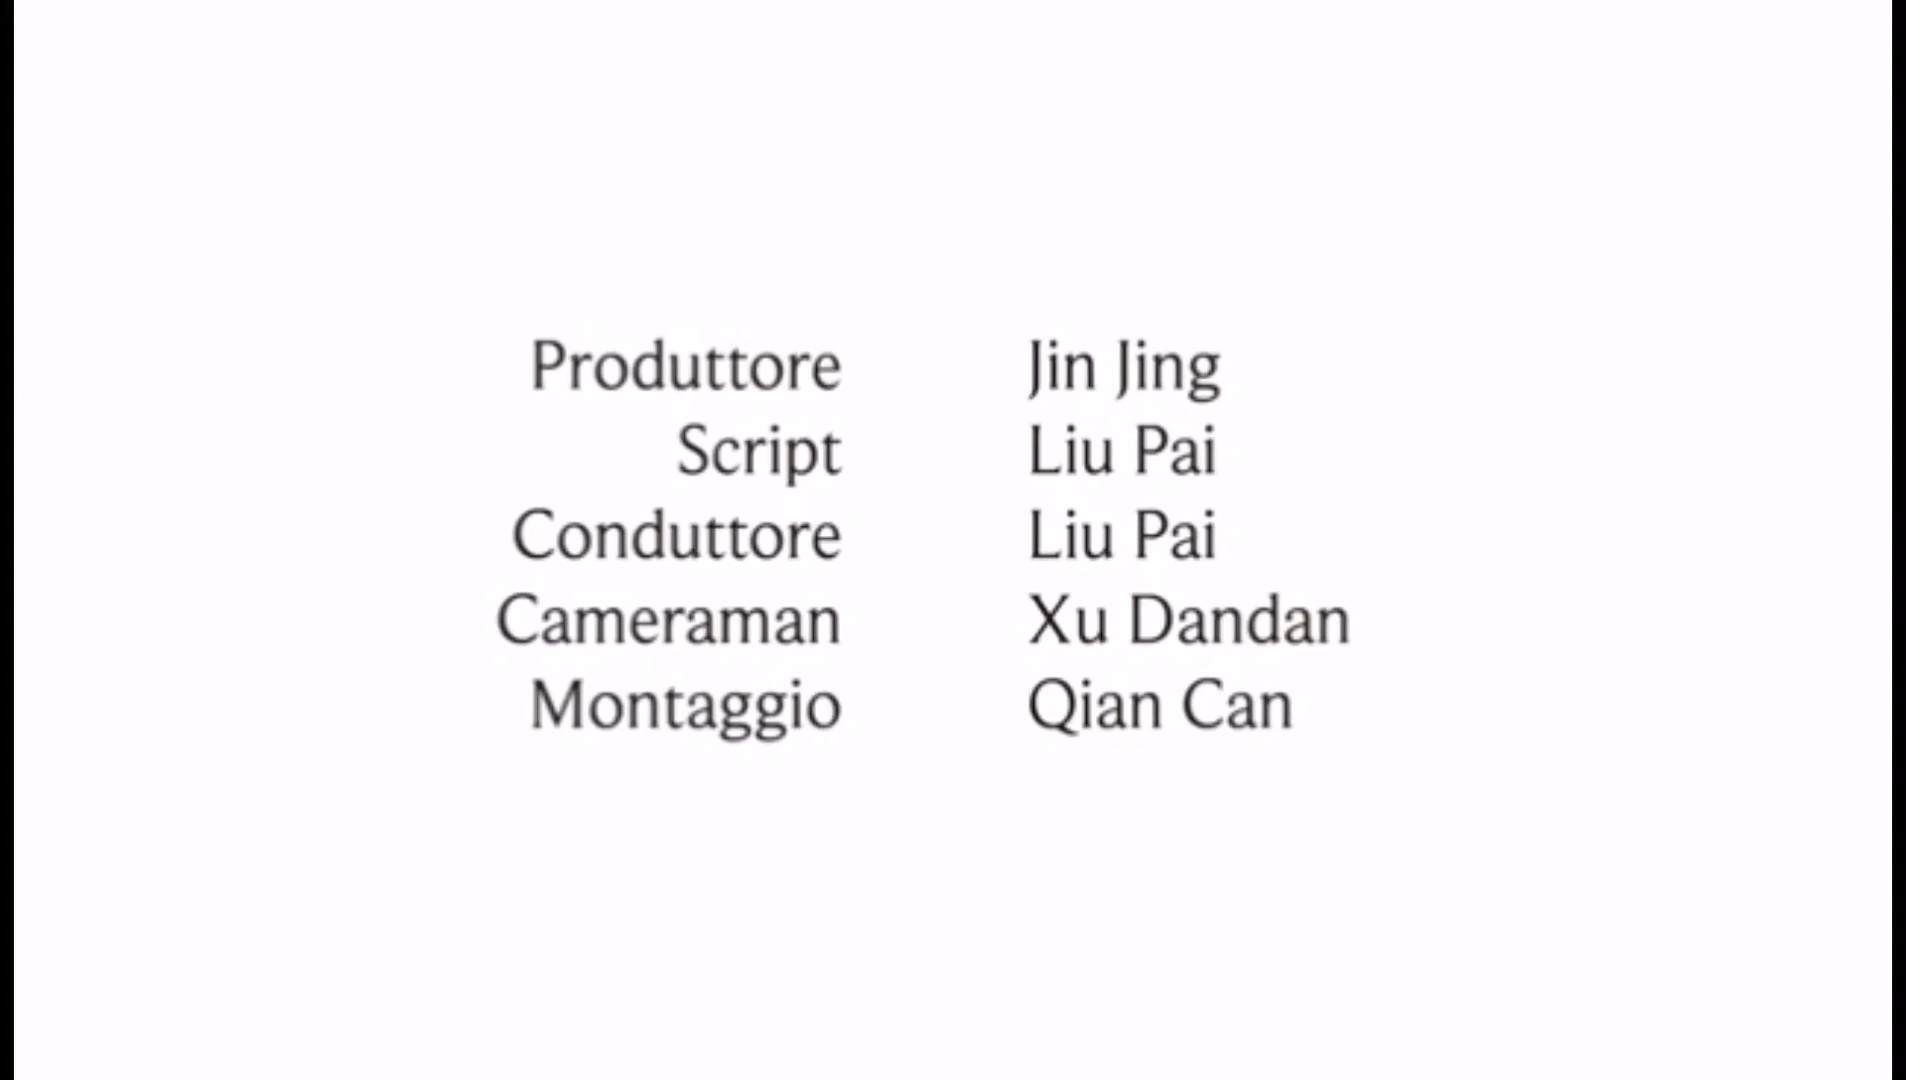 Produttore Jin Jing
Script Liu Pai
Conduttore Liu Pai
Cameraman Xu Dandan
Montaggio Qian Can